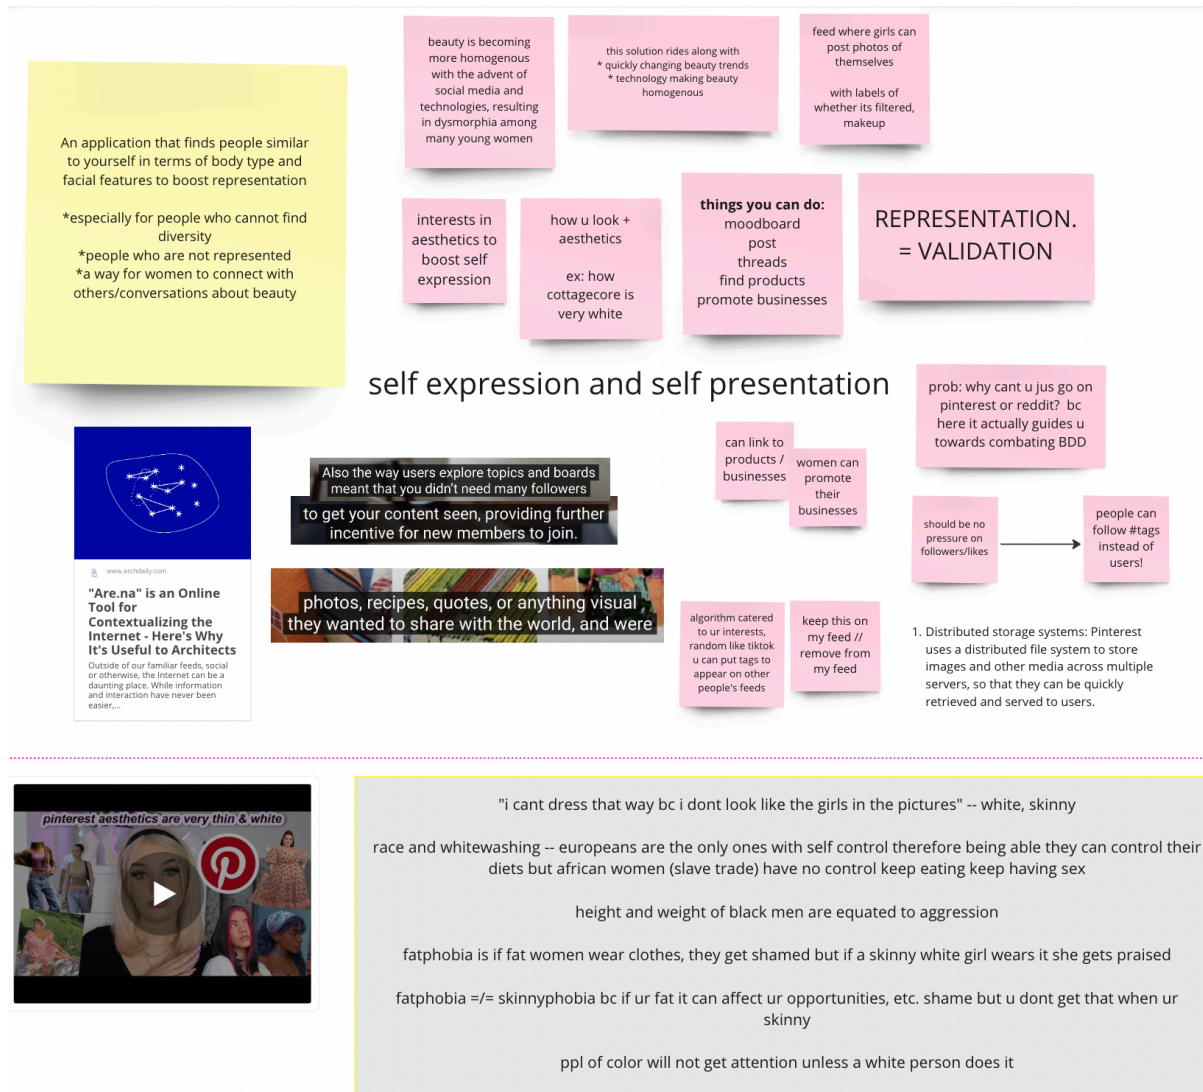 beauty is becoming
more homogenous
with the advent of
social media and
technologies, resulting
in dysmorphia among
many young women
this solution rides along with
* quickly changing beauty trends
* technology making beauty
homogenous
feed where girls can
post photos of
themselves
with labels of
whether its filtered,
makeup
An application that finds people similar
to yourself in terms of body type and
facial features to boost representation
*especially for people who cannot find
diversity
*people who are not represented
*a way for women to connect with
others/conversations about beauty
interests in
aesthetics to
boost self
expression
how u look +
aesthetics
ex: how
cottagecore is
very white
things you can do:
moodboard
post
threads
find products
promote businesses
REPRESENTATION.
= VALIDATION
self expression and self presentation
prob: why cant u jus go on
pinterest or reddit? bc
here it actually guides u
towards combating BDD
www.archdaily.com
"Are.na" is an Online
Tool for
Contextualizing the
Internet - Here's Why
It's Useful to Architects
Outside of our familiar feeds, social
or otherwise, the Internet can be a
daunting place. While information
and interaction have never been
easier,...
Also the way users explore topics and boards
meant that you didn't need many followers
to get your content seen, providing further
incentive for new members to join.
photos, recipes, quotes, or anything visual
they wanted to share with the world, and were
can link to
products /
businesses
women can
promote
their
businesses
should be no
pressure on
followers/likes
people can
follow #tags
instead of
users!
algorithm catered
to ur interests,
random like tiktok
u can put tags to
appear on other
people's feeds
keep this on
my feed //
remove from
my feed
1. Distributed storage systems: Pinterest
uses a distributed file system to store
images and other media across multiple
servers, so that they can be quickly
retrieved and served to users.
pinterest aesthetics are very thin & white
"i cant dress that way bc i dont look like the girls in the pictures" -- white, skinny
race and whitewashing -- europeans are the only ones with self control therefore being able they can control their
diets but african women (slave trade) have no control keep eating keep having sex
height and weight of black men are equated to aggression
fatphobia is if fat women wear clothes, they get shamed but if a skinny white girl wears it she gets praised
fatphobia =/= skinnyphobia bc if ur fat it can affect ur opportunities, etc. shame but u dont get that when ur
skinny
ppl of color will not get attention unless a white person does it